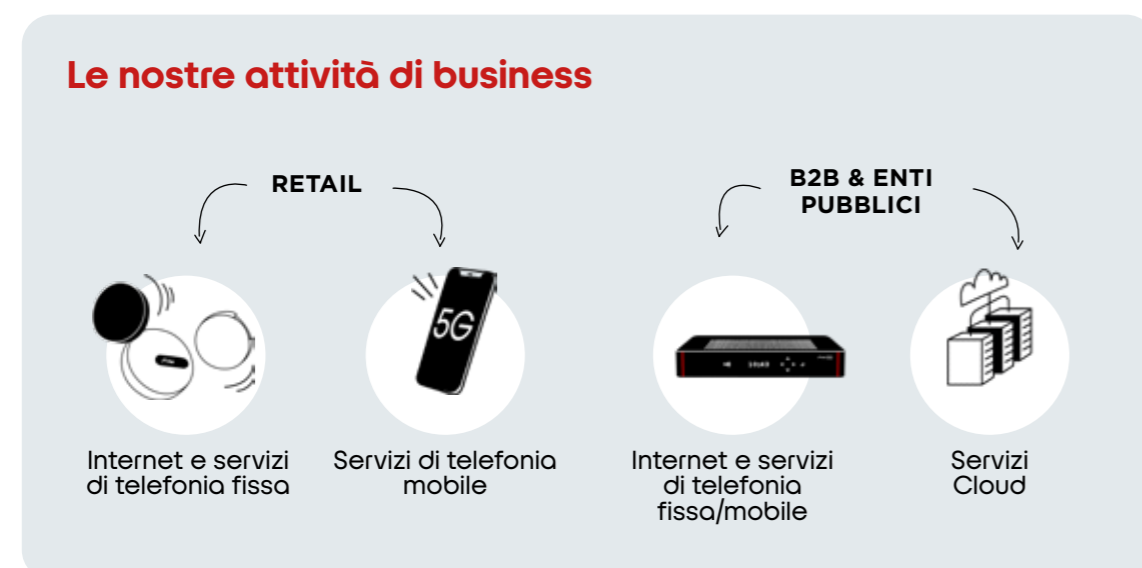 Le nostre attività di business
RETAIL
B2B & ENTI
PUBBLICI
5G
Internet e servizi
di telefonia fissa
Servizi di telefonia
mobile
Internet e servizi
di telefonia
fissa/mobile
Servizi
Cloud